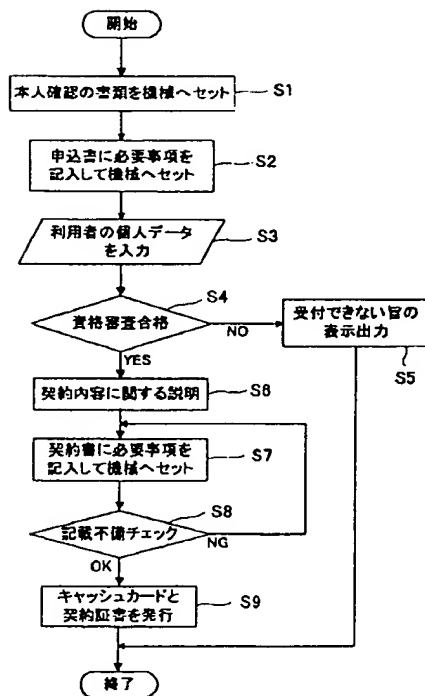 開始
本人確認の書類を機械へセット
S1
申込書に必要事項を
記入して機械へセット
S2
利用者の個人データ
を入力
S3
S4
資格審査合格
NO
YES
受付できない旨の
表示出力
S5
契約内容に関する説明
S6
契約書に必要事項を
記入して機械へセット
S7
S8
記載不備チェック
NG
OK
キャッシュカードと
契約証書を発行
S9
終了